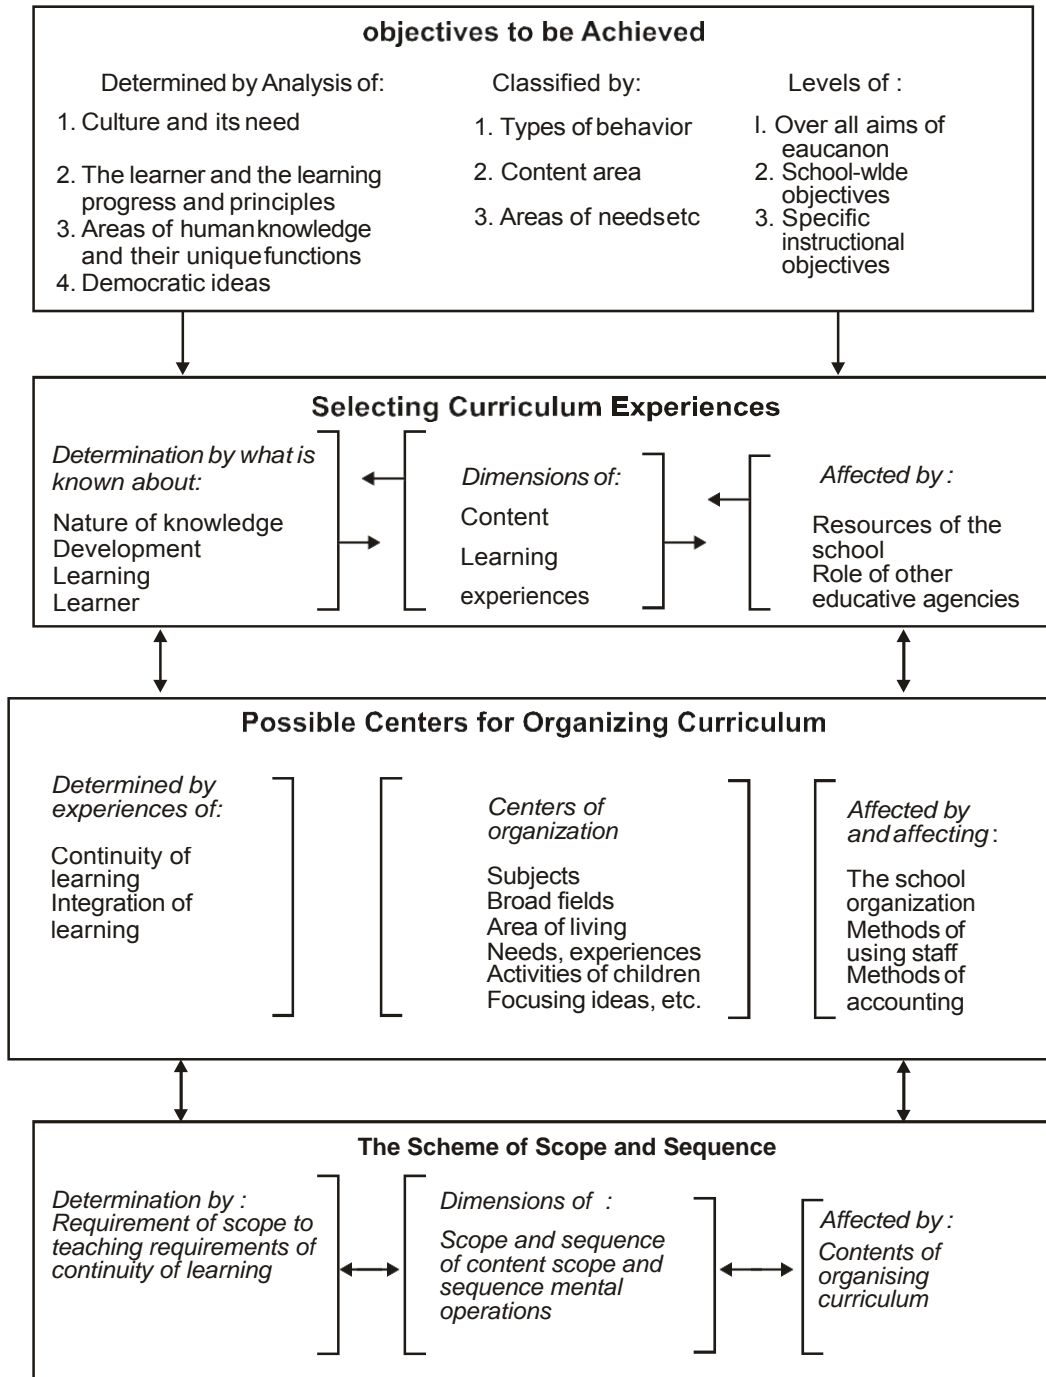 objectives to be Achieved
Determined by Analysis of:
1. Culture and its need
2. The learner and the learning
progress and principles
3. Areas of human knowledge
and their unique functions
4. Democratic ideas
Classified by:
1. Types of behavior
2. Content area
3. Areas of needs etc
Levels of :
I. Over all aims of
eaucanon
2. School-wlde
objectives
3. Specific
instructional
objectives
Selecting Curriculum Experiences
Determination by what is
known about:
Nature of knowledge
Development
Learning
Learner
Dimensions of:
Content
Learning
experiences
Affected by :
Resources of the
school
Role of other
educative agencies
Possible Centers for Organizing Curriculum
Determined by
experiences of:
Continuity of
learning
Integration of
learning
Centers of
organization
Subjects
Broad fields
Area of living
Needs, experiences
Activities of children
Focusing ideas, etc.
Affected by
and affecting :
The school
organization
Methods of
using staff
Methods of
accounting
The Scheme of Scope and Sequence
Determination by :
Requirement of scope to
teaching requirements of
continuity of learning
Dimensions of :
Scope and sequence
of content scope and
sequence mental
operations
Affected by :
Contents of
organising
curriculum